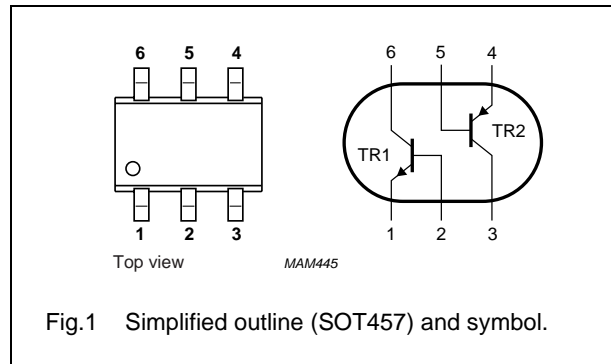 6 5 4
6 5 4
TR1
TR2
1 2 3
1 2 3
Top view
MAM445
Fig.1 Simplified outline (SOT457) and symbol.